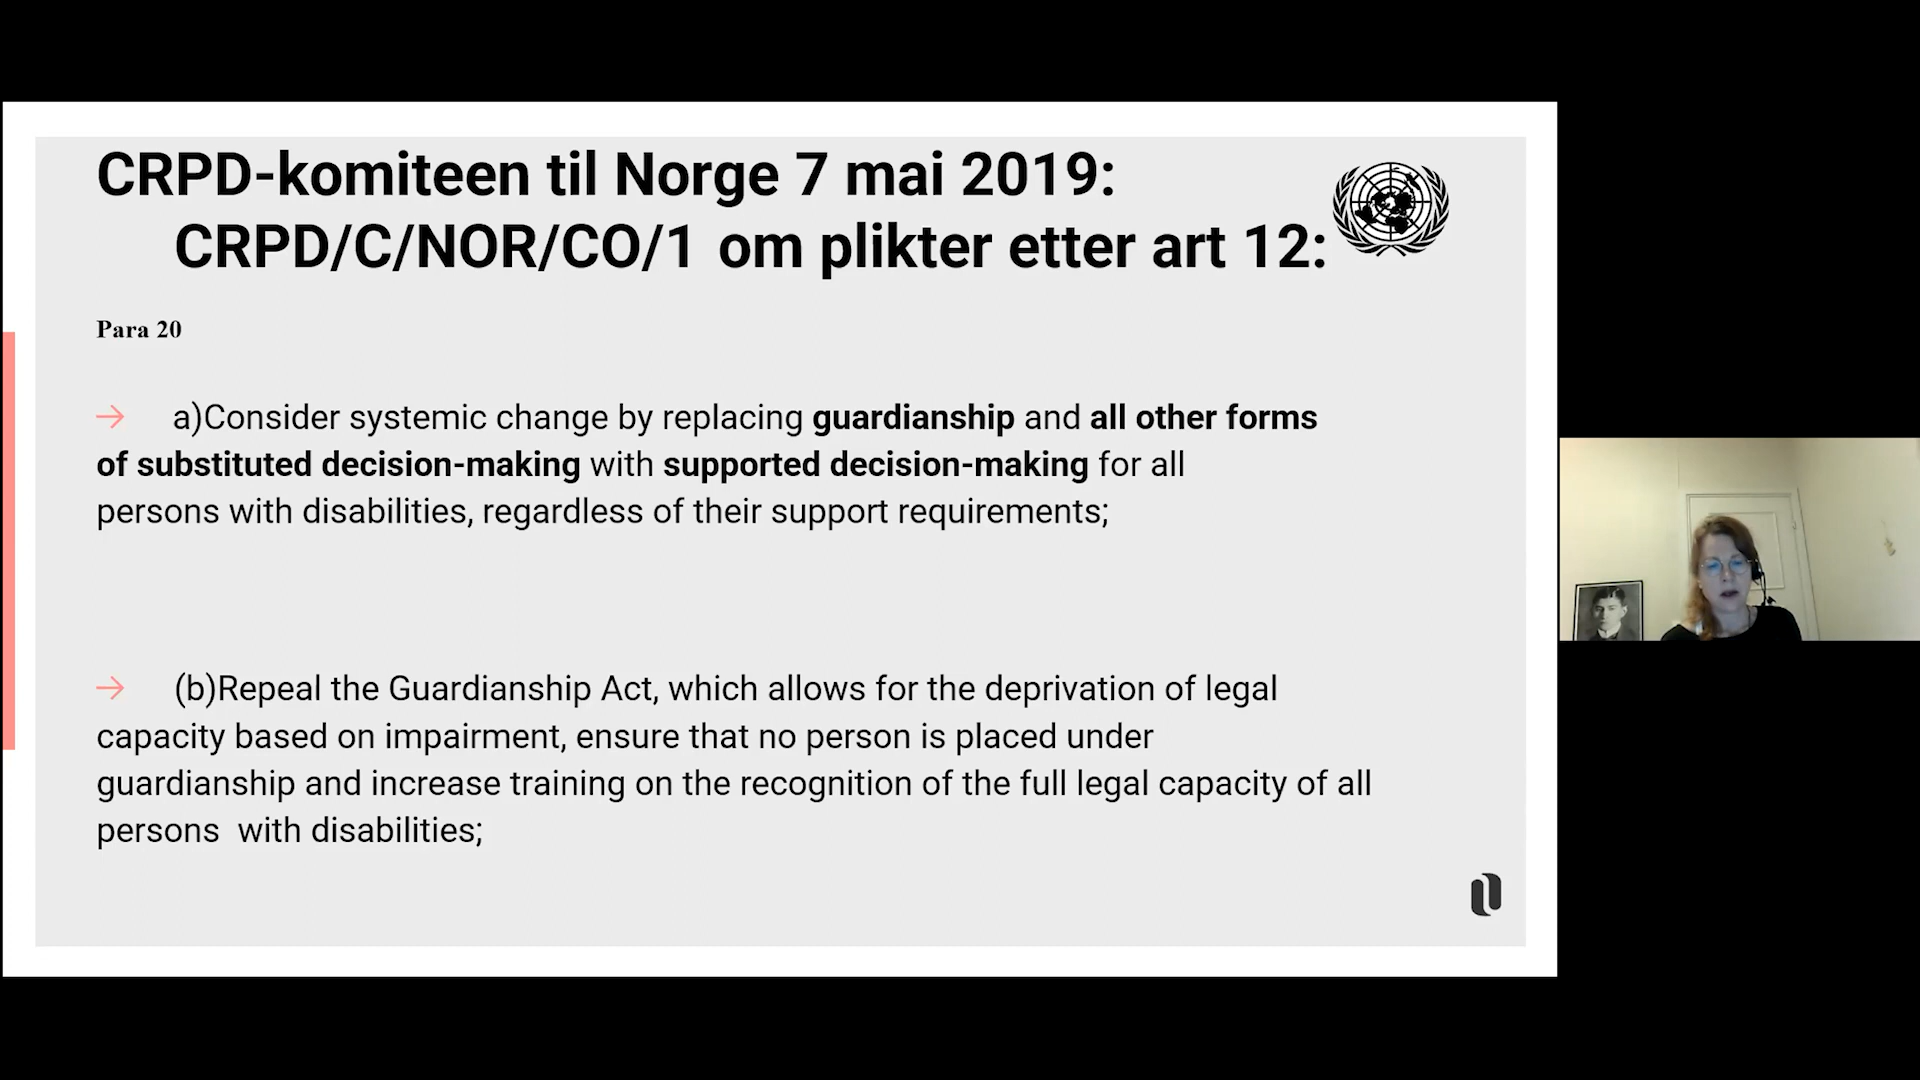 CRPD-komiteen til Norge 7 mai 2019:
CRPD/C/NOR/CO/1 om plikter etter art 12:
Para 20
→ a)Consider systemic change by replacing guardianship and all other forms
of substituted decision-making with supported decision-making for all
persons with disabilities, regardless of their support requirements;
→ (b)Repeal the Guardianship Act, which allows for the deprivation of legal
capacity based on impairment, ensure that no person is placed under
guardianship and increase training on the recognition of the full legal capacity of all
persons  with disabilities;